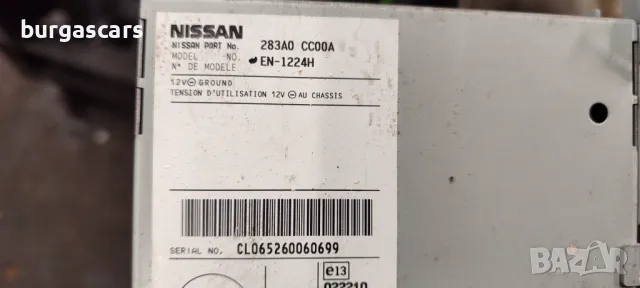 burgascars
NISSAN
NISSAN PART No. 283A0 CC00A
MODEL NO.
N° DE MODELE EN-1224H
12V⊖GROUND
TENSION D'UTILISATION 12V ⊖ AU CHASSIS
SERIAL NO. CL065260060699
e13
022210
BAZAR